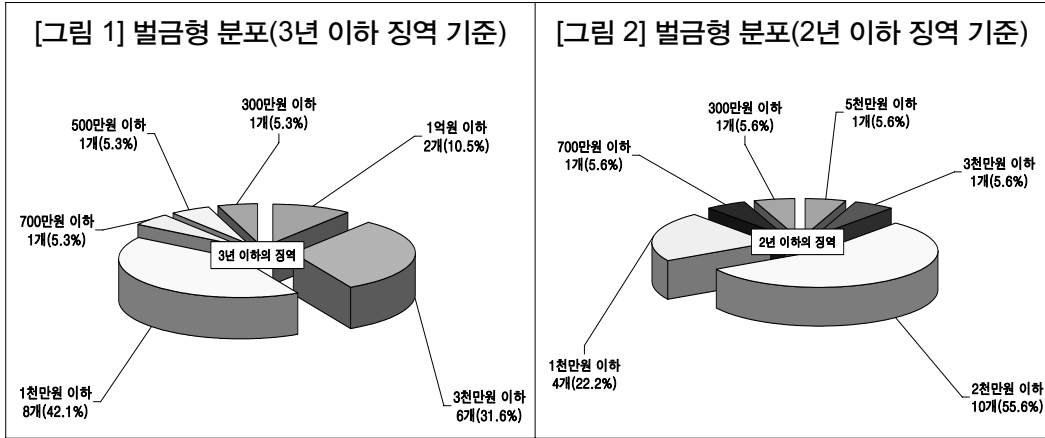 [그림 1] 벌금형 분포(3년 이하 징역 기준)
300만원 이하
1개(5.3%)
500만원 이하
1개(5.3%)
1억원 이하
2개(10.5%)
700만원 이하
1개(5.3%)
3년 이하의 징역
1천만원 이하
8개(42.1%)
3천만원 이하
6개(31.6%)
[그림 2] 벌금형 분포(2년 이하 징역 기준)
300만원 이하
1개(5.6%)
5천만원 이하
1개(5.6%)
700만원 이하
1개(5.6%)
3천만원 이하
1개(5.6%)
2년 이하의 징역
1천만원 이하
4개(22.2%)
2천만원 이하
10개(55.6%)